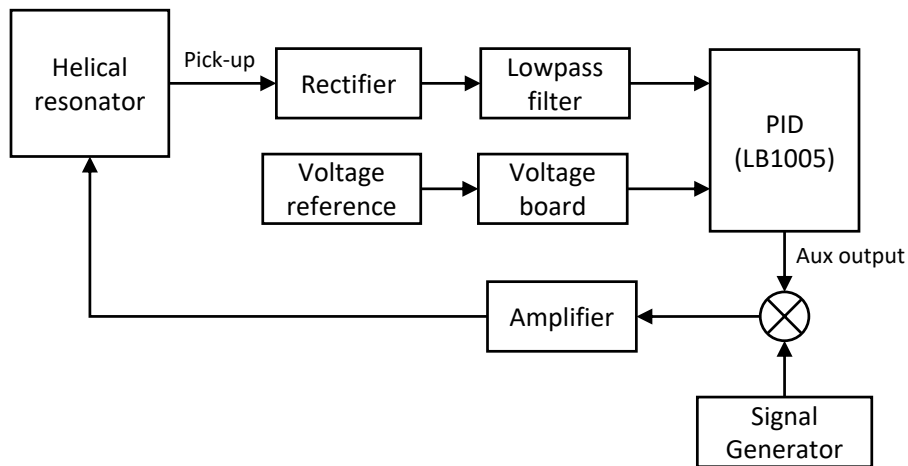 Helical
resonator
Pick-up
Rectifier
Lowpass
filter
PID
(LB1005)
Voltage
reference
Voltage
board
Aux output
Amplifier
Signal
Generator